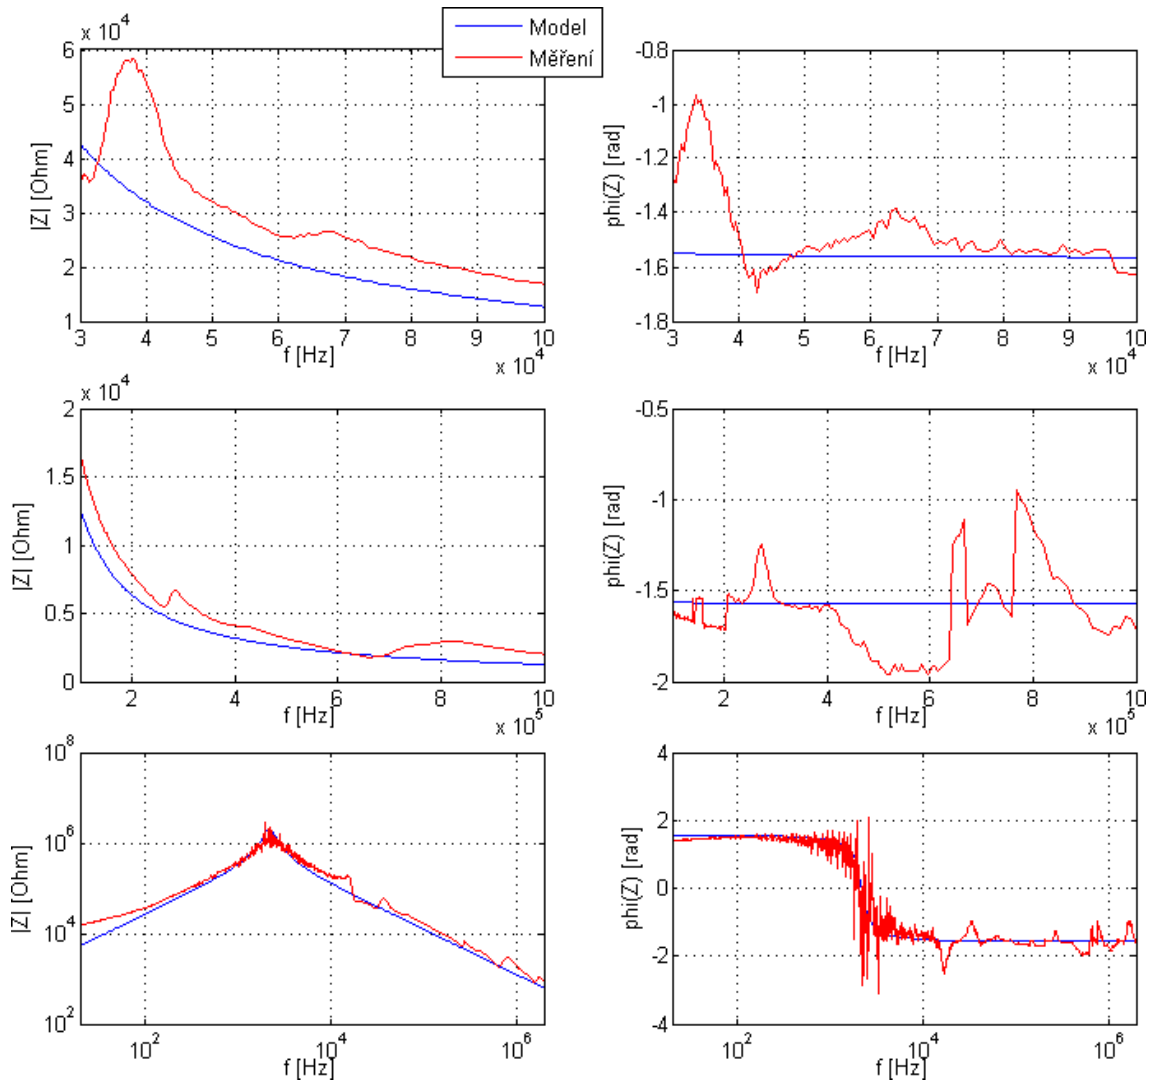 x 10^4
Model
Měření
|Z| [Ohm]
6
5
4
3
2
1
3 4 5 6 7 8 9 10
f [Hz]
x 10^4
phi(Z) [rad]
-0.8
-1
-1.2
-1.4
-1.6
-1.8
3 4 5 6 7 8 9 10
f [Hz]
x 10^4
x 10^4
|Z| [Ohm]
2
1.5
1
0.5
0
2 4 6 8 10
f [Hz]
x 10^5
phi(Z) [rad]
-0.5
-1
-1.5
-2
2 4 6 8 10
f [Hz]
x 10^5
|Z| [Ohm]
10^8
10^6
10^4
10^2
10^2 10^4 10^6
f [Hz]
phi(Z) [rad]
4
2
0
-2
-4
10^2 10^4 10^6
f [Hz]